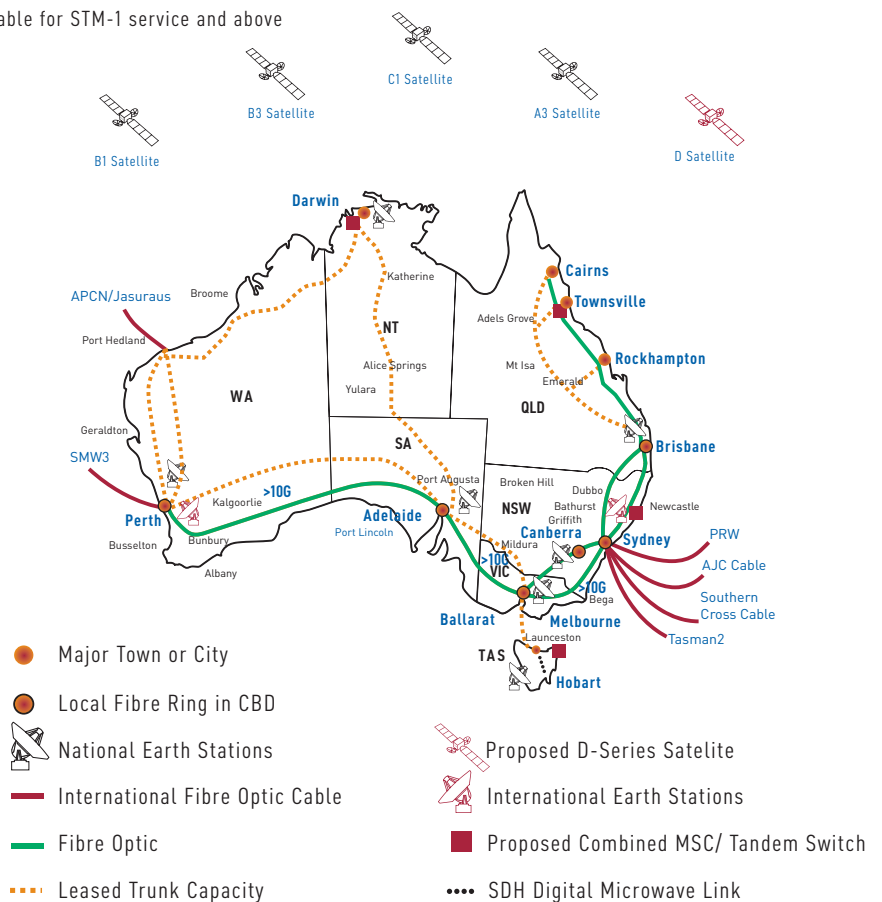 able for STM-1 service and above
C1 Satellite
B3 Satellite
A3 Satellite
B1 Satellite
D Satellite
Darwin
Cairns
Katherine
Broome
APCN/Jasuraus
Townsville
Adels Grove
NT
Port Hedland
Rockhampton
Mt Isa
Alice Springs
Emerald
Yulara
WA
QLD
Geraldton
SA
Brisbane
SMW3
Port Augusta
Broken Hill
>10G
Dubbo
Kalgoorlie
NSW
Bathurst
Newcastle
Perth
Adelaide
Griffith
Canberra
Port Lincoln
PRW
Bunbury
Sydney
Busselton
Mildura
>10G
AJC Cable
Albany
VIC
>10G
Southern
Cross Cable
Bega
Ballarat
Melbourne
Tasman2
Launceston
TAS
Hobart
Major Town or City
Local Fibre Ring in CBD
National Earth Stations
International Fibre Optic Cable
Fibre Optic
Leased Trunk Capacity
Proposed D-Series Satelite
International Earth Stations
Proposed Combined MSC/ Tandem Switch
SDH Digital Microwave Link